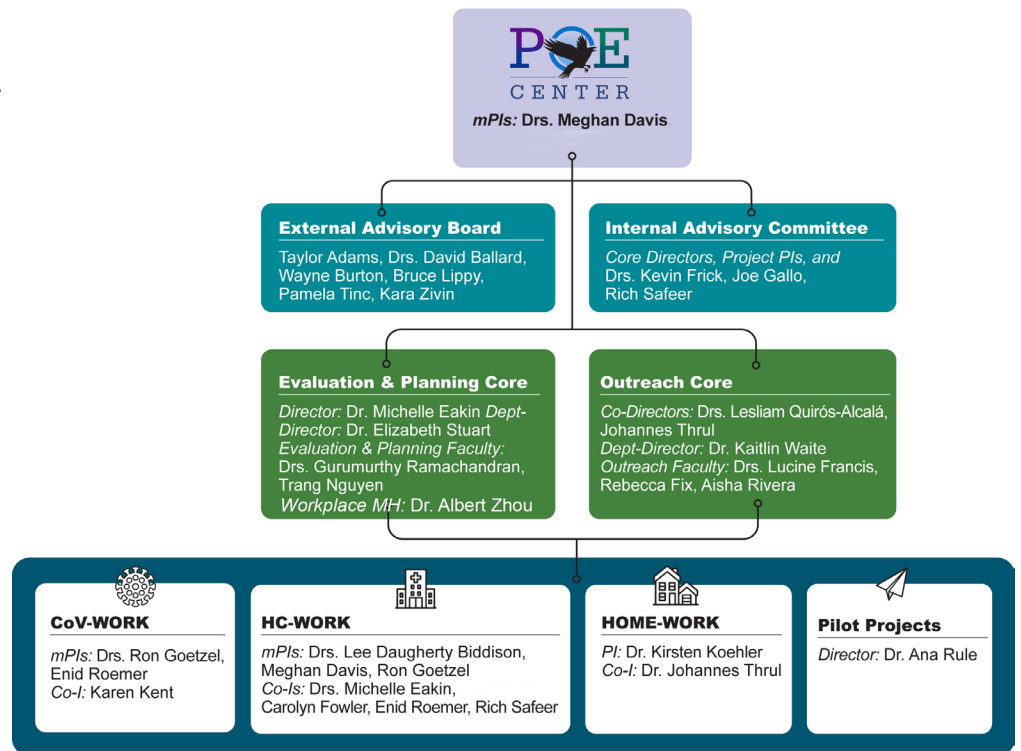 POE
CENTER
mPIs: Drs. Meghan Davis
External Advisory Board
Taylor Adams, Drs. David Ballard,
Wayne Burton, Bruce Lippy,
Pamela Tinc, Kara Zivin
Internal Advisory Committee
Core Directors, Project PIs, and
Drs. Kevin Frick, Joe Gallo,
Rich Safeer
Evaluation & Planning Core
Director: Dr. Michelle Eakin Dept-
Director: Dr. Elizabeth Stuart
Evaluation & Planning Faculty:
Drs. Gurumurthy Ramachandran,
Trang Nguyen
Workplace MH: Dr. Albert Zhou
Outreach Core
Co-Directors: Drs. Lesliam Quirós-Alcalá,
Johannes Thrul
Dept-Director: Dr. Kaitlin Waite
Outreach Faculty: Drs. Lucine Francis,
Rebecca Fix, Aisha Rivera
CoV-WORK
mPIs: Drs. Ron Goetzel,
Enid Roemer
Co-I: Karen Kent
HC-WORK
mPIs: Drs. Lee Daugherty Biddison,
Meghan Davis, Ron Goetzel
Co-Is: Drs. Michelle Eakin,
Carolyn Fowler, Enid Roemer, Rich Safeer
HOME-WORK
PI: Dr. Kirsten Koehler
Co-I: Dr. Johannes Thrul
Pilot Projects
Director: Dr. Ana Rule